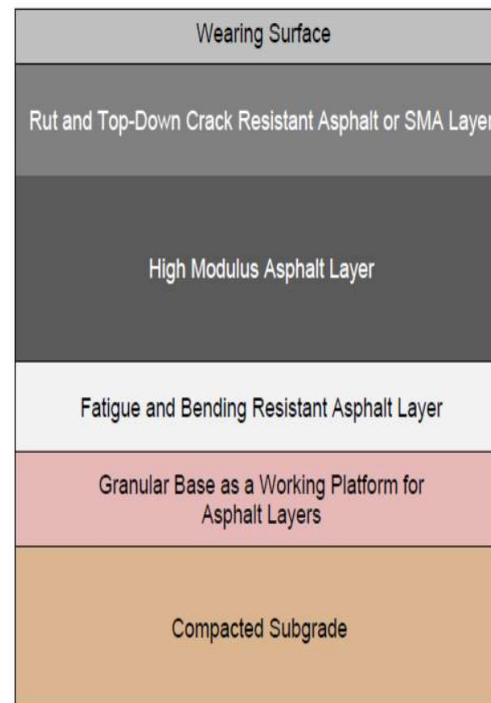 Wearing Surface
Rut and Top-Down Crack Resistant Asphalt or SMA Layer
High Modulus Asphalt Layer
Fatigue and Bending Resistant Asphalt Layer
Granular Base as a Working Platform for
Asphalt Layers
Compacted Subgrade